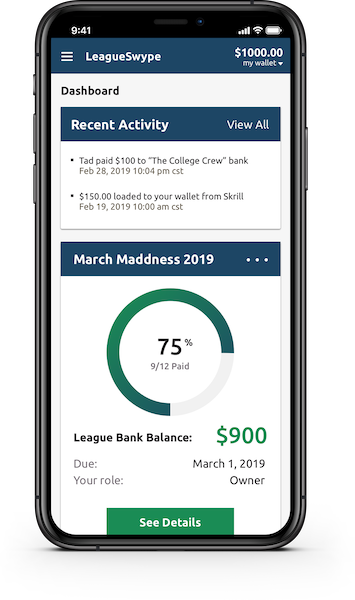 9:41
LeagueSwype
$1000.00
my wallet
Dashboard
Recent Activity
View All
Tad paid $100 to “The College Crew” bank
Feb 28, 2019 10:04 pm cst
$150.00 loaded to your wallet from Skrill
Feb 19, 2019 10:00 am cst
March Maddness 2019
75%
9/12 Paid
League Bank Balance: $900
Due: March 1, 2019
Your role: Owner
See Details